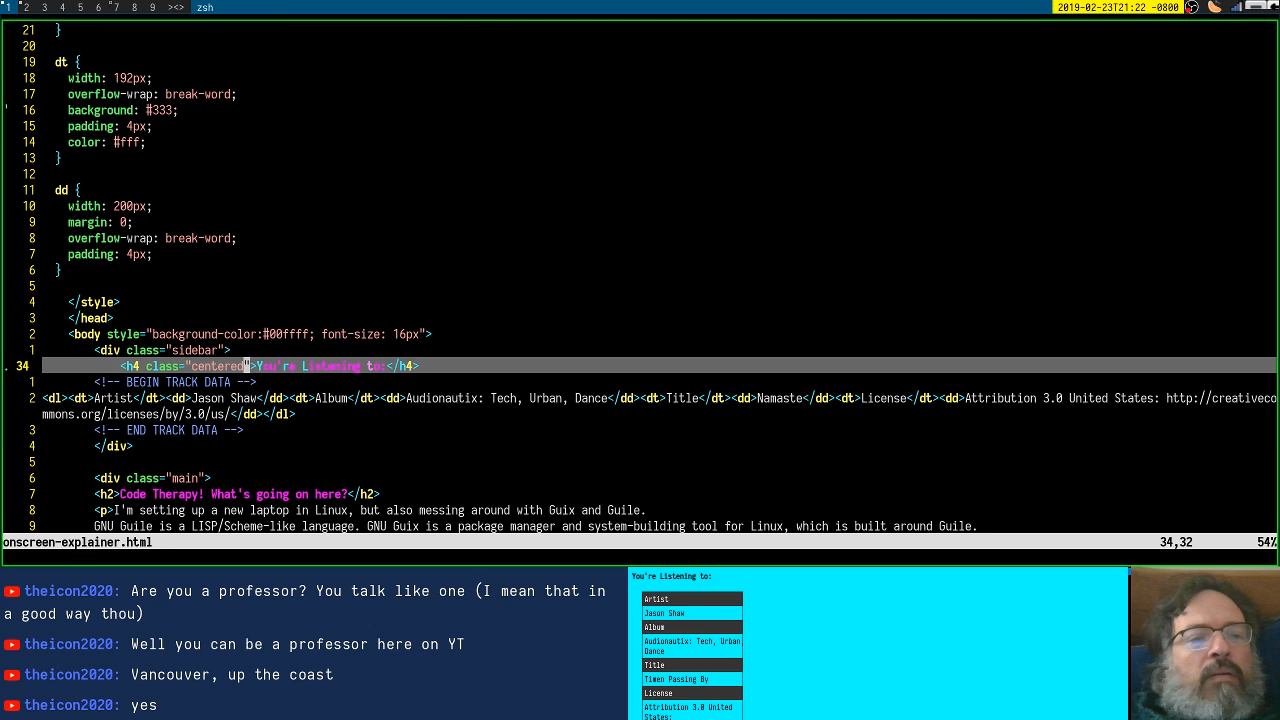 1 2 3 4 5 6 7 8 9 ><> zsh 2019-02-23T21:22 -0800
21 }
20
19 dt {
18 width: 192px;
17 overflow-wrap: break-word;
' 16 background: #333;
15 padding: 4px;
14 color: #fff;
13 }
12
11 dd {
10 width: 200px;
9 margin: 0;
8 overflow-wrap: break-word;
7 padding: 4px;
6 }
5
4 </style>
3 </head>
2 <body style="background-color:#00ffff; font-size: 16px">
1 <div class="sidebar">
. 34 <h4 class="centered">You're Listening to:</h4>
1 <!-- BEGIN TRACK DATA -->
2 <dl><dt>Artist</dt><dd>Jason Shaw</dd><dt>Album</dt><dd>Audionautix: Tech, Urban, Dance</dd><dt>Title</dt><dd>Namaste</dd><dt>License</dt><dd>Attribution 3.0 United States: http://creativeco
mmons.org/licenses/by/3.0/us/</dd></dl>
3 <!-- END TRACK DATA -->
4 </div>
5
6 <div class="main">
7 <h2>Code Therapy! What's going on here?</h2>
8 <p>I'm setting up a new laptop in Linux, but also messing around with Guix and Guile.
9 GNU Guile is a LISP/Scheme-like language. GNU Guix is a package manager and system-building tool for Linux, which is built around Guile.
onscreen-explainer.html 34,32 54%
theicon2020: Are you a professor? You talk like one (I mean that in
a good way thou)
theicon2020: Well you can be a professor here on YT
theicon2020: Vancouver, up the coast
theicon2020: yes
You're Listening to:
Artist
Jason Shaw
Album
Audionautix: Tech, Urban,
Dance
Title
Timen Passing By
License
Attribution 3.0 United
States: